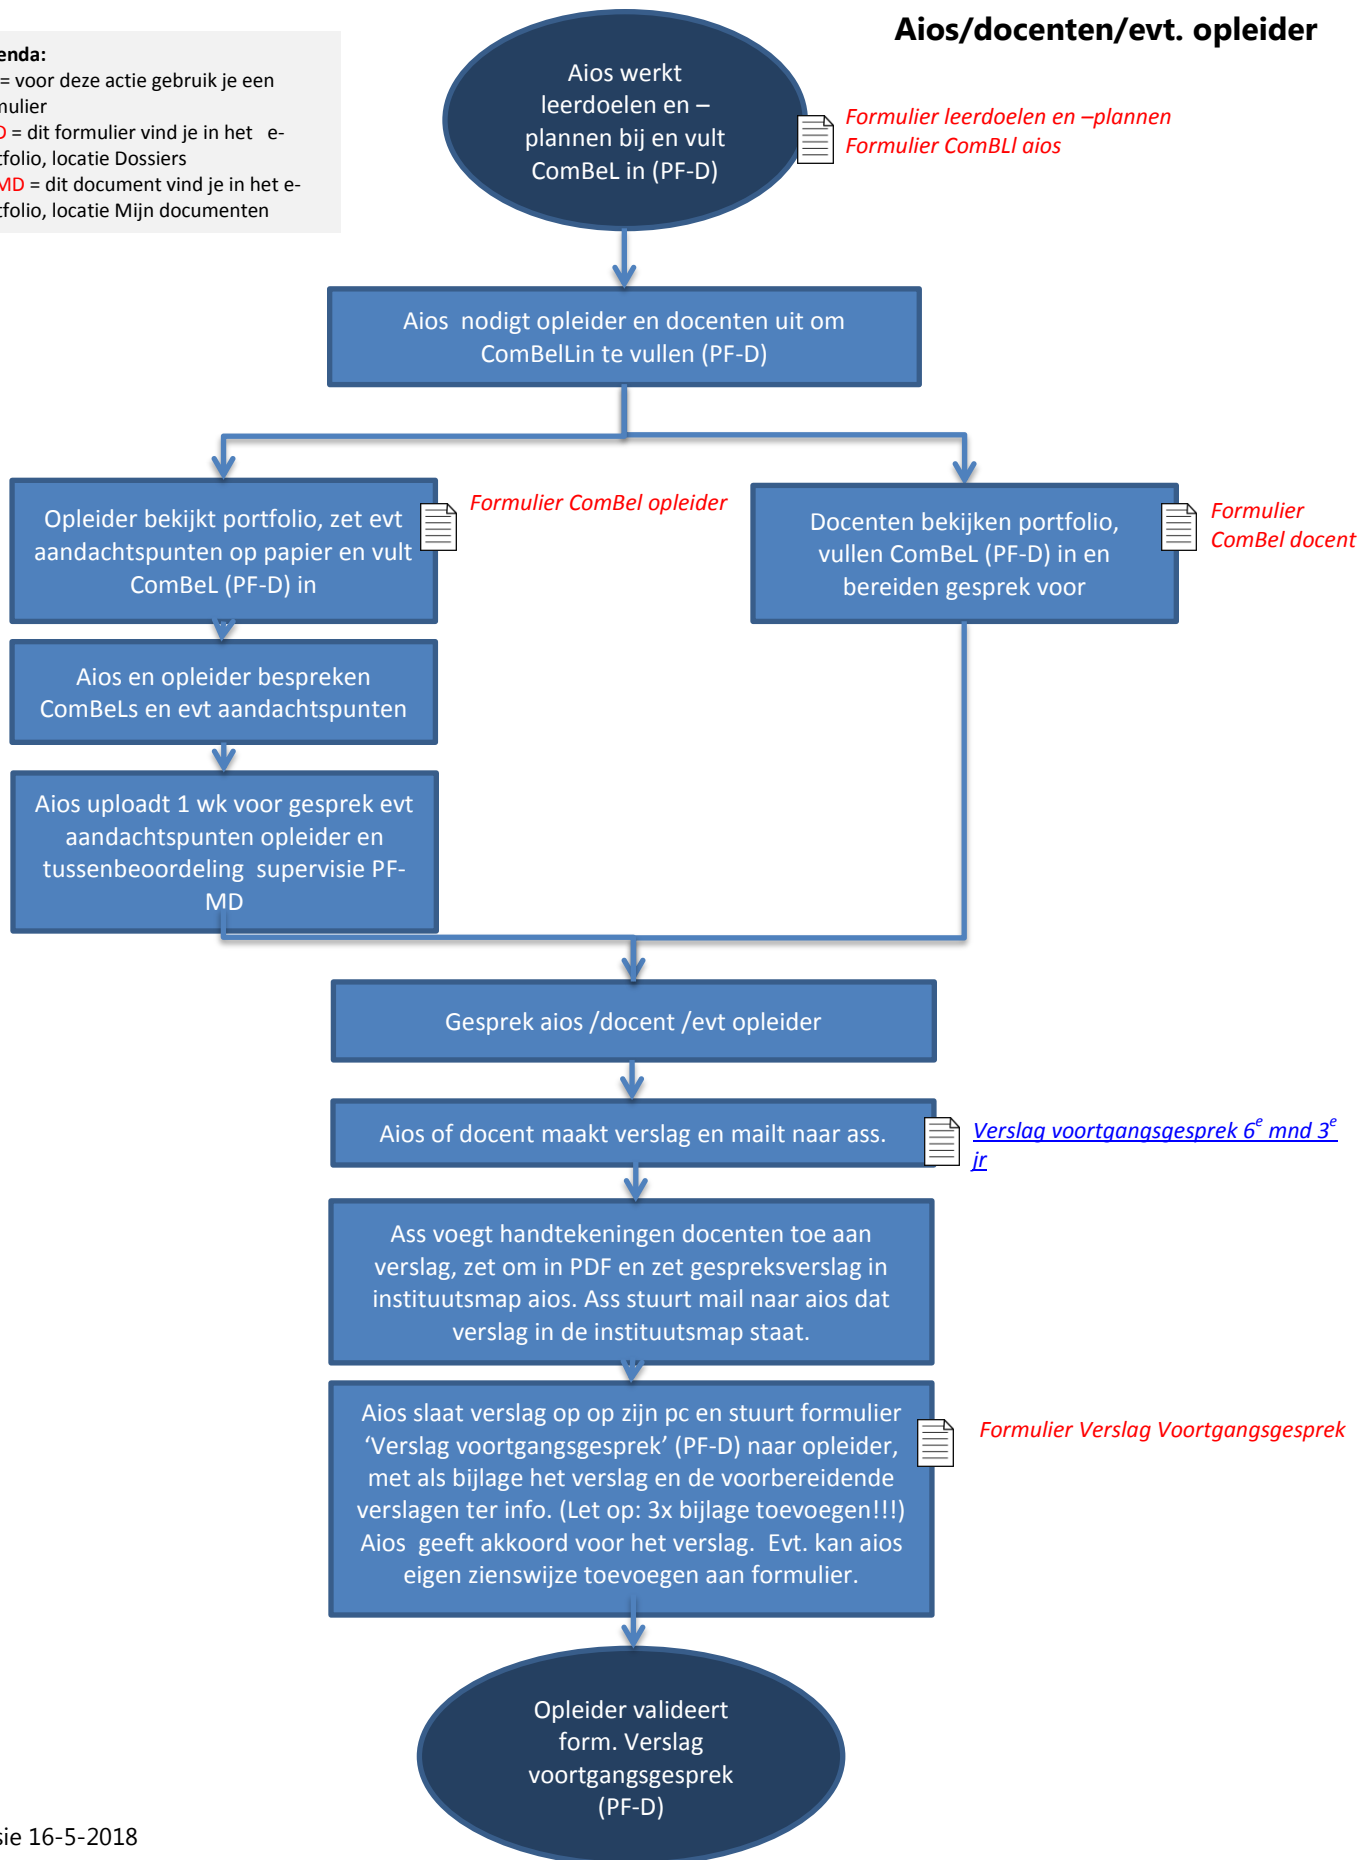 Aios/docenten/evt. opleider
enda:
= voor deze actie gebruik je een
mulier
D = dit formulier vind je in het e-
tfolio, locatie Dossiers
MD = dit document vind je in het e-
tfolio, locatie Mijn documenten
Aios werkt
leerdoelen en –
plannen bij en vult
ComBeL in (PF-D)
Formulier leerdoelen en –plannen
Formulier ComBLl aios
Aios nodigt opleider en docenten uit om
ComBelLin te vullen (PF-D)
Opleider bekijkt portfolio, zet evt
aandachtspunten op papier en vult
ComBeL (PF-D) in
Formulier ComBel opleider
Docenten bekijken portfolio,
vullen ComBeL (PF-D) in en
bereiden gesprek voor
Formulier
ComBel docent
Aios en opleider bespreken
ComBeLs en evt aandachtspunten
Aios uploadt 1 wk voor gesprek evt
aandachtspunten opleider en
tussenbeoordeling supervisie PF-
MD
Gesprek aios /docent /evt opleider
Aios of docent maakt verslag en mailt naar ass.
Verslag voortgangsgesprek 6e mnd 3e
jr
Ass voegt handtekeningen docenten toe aan
verslag, zet om in PDF en zet gespreksverslag in
instituutsmap aios. Ass stuurt mail naar aios dat
verslag in de instituutsmap staat.
Aios slaat verslag op op zijn pc en stuurt formulier
‘Verslag voortgangsgesprek’ (PF-D) naar opleider,
met als bijlage het verslag en de voorbereidende
verslagen ter info. (Let op: 3x bijlage toevoegen!!!)
Aios geeft akkoord voor het verslag. Evt. kan aios
eigen zienswijze toevoegen aan formulier.
Formulier Verslag Voortgangsgesprek
Opleider valideert
form. Verslag
voortgangsgesprek
(PF-D)
sie 16-5-2018